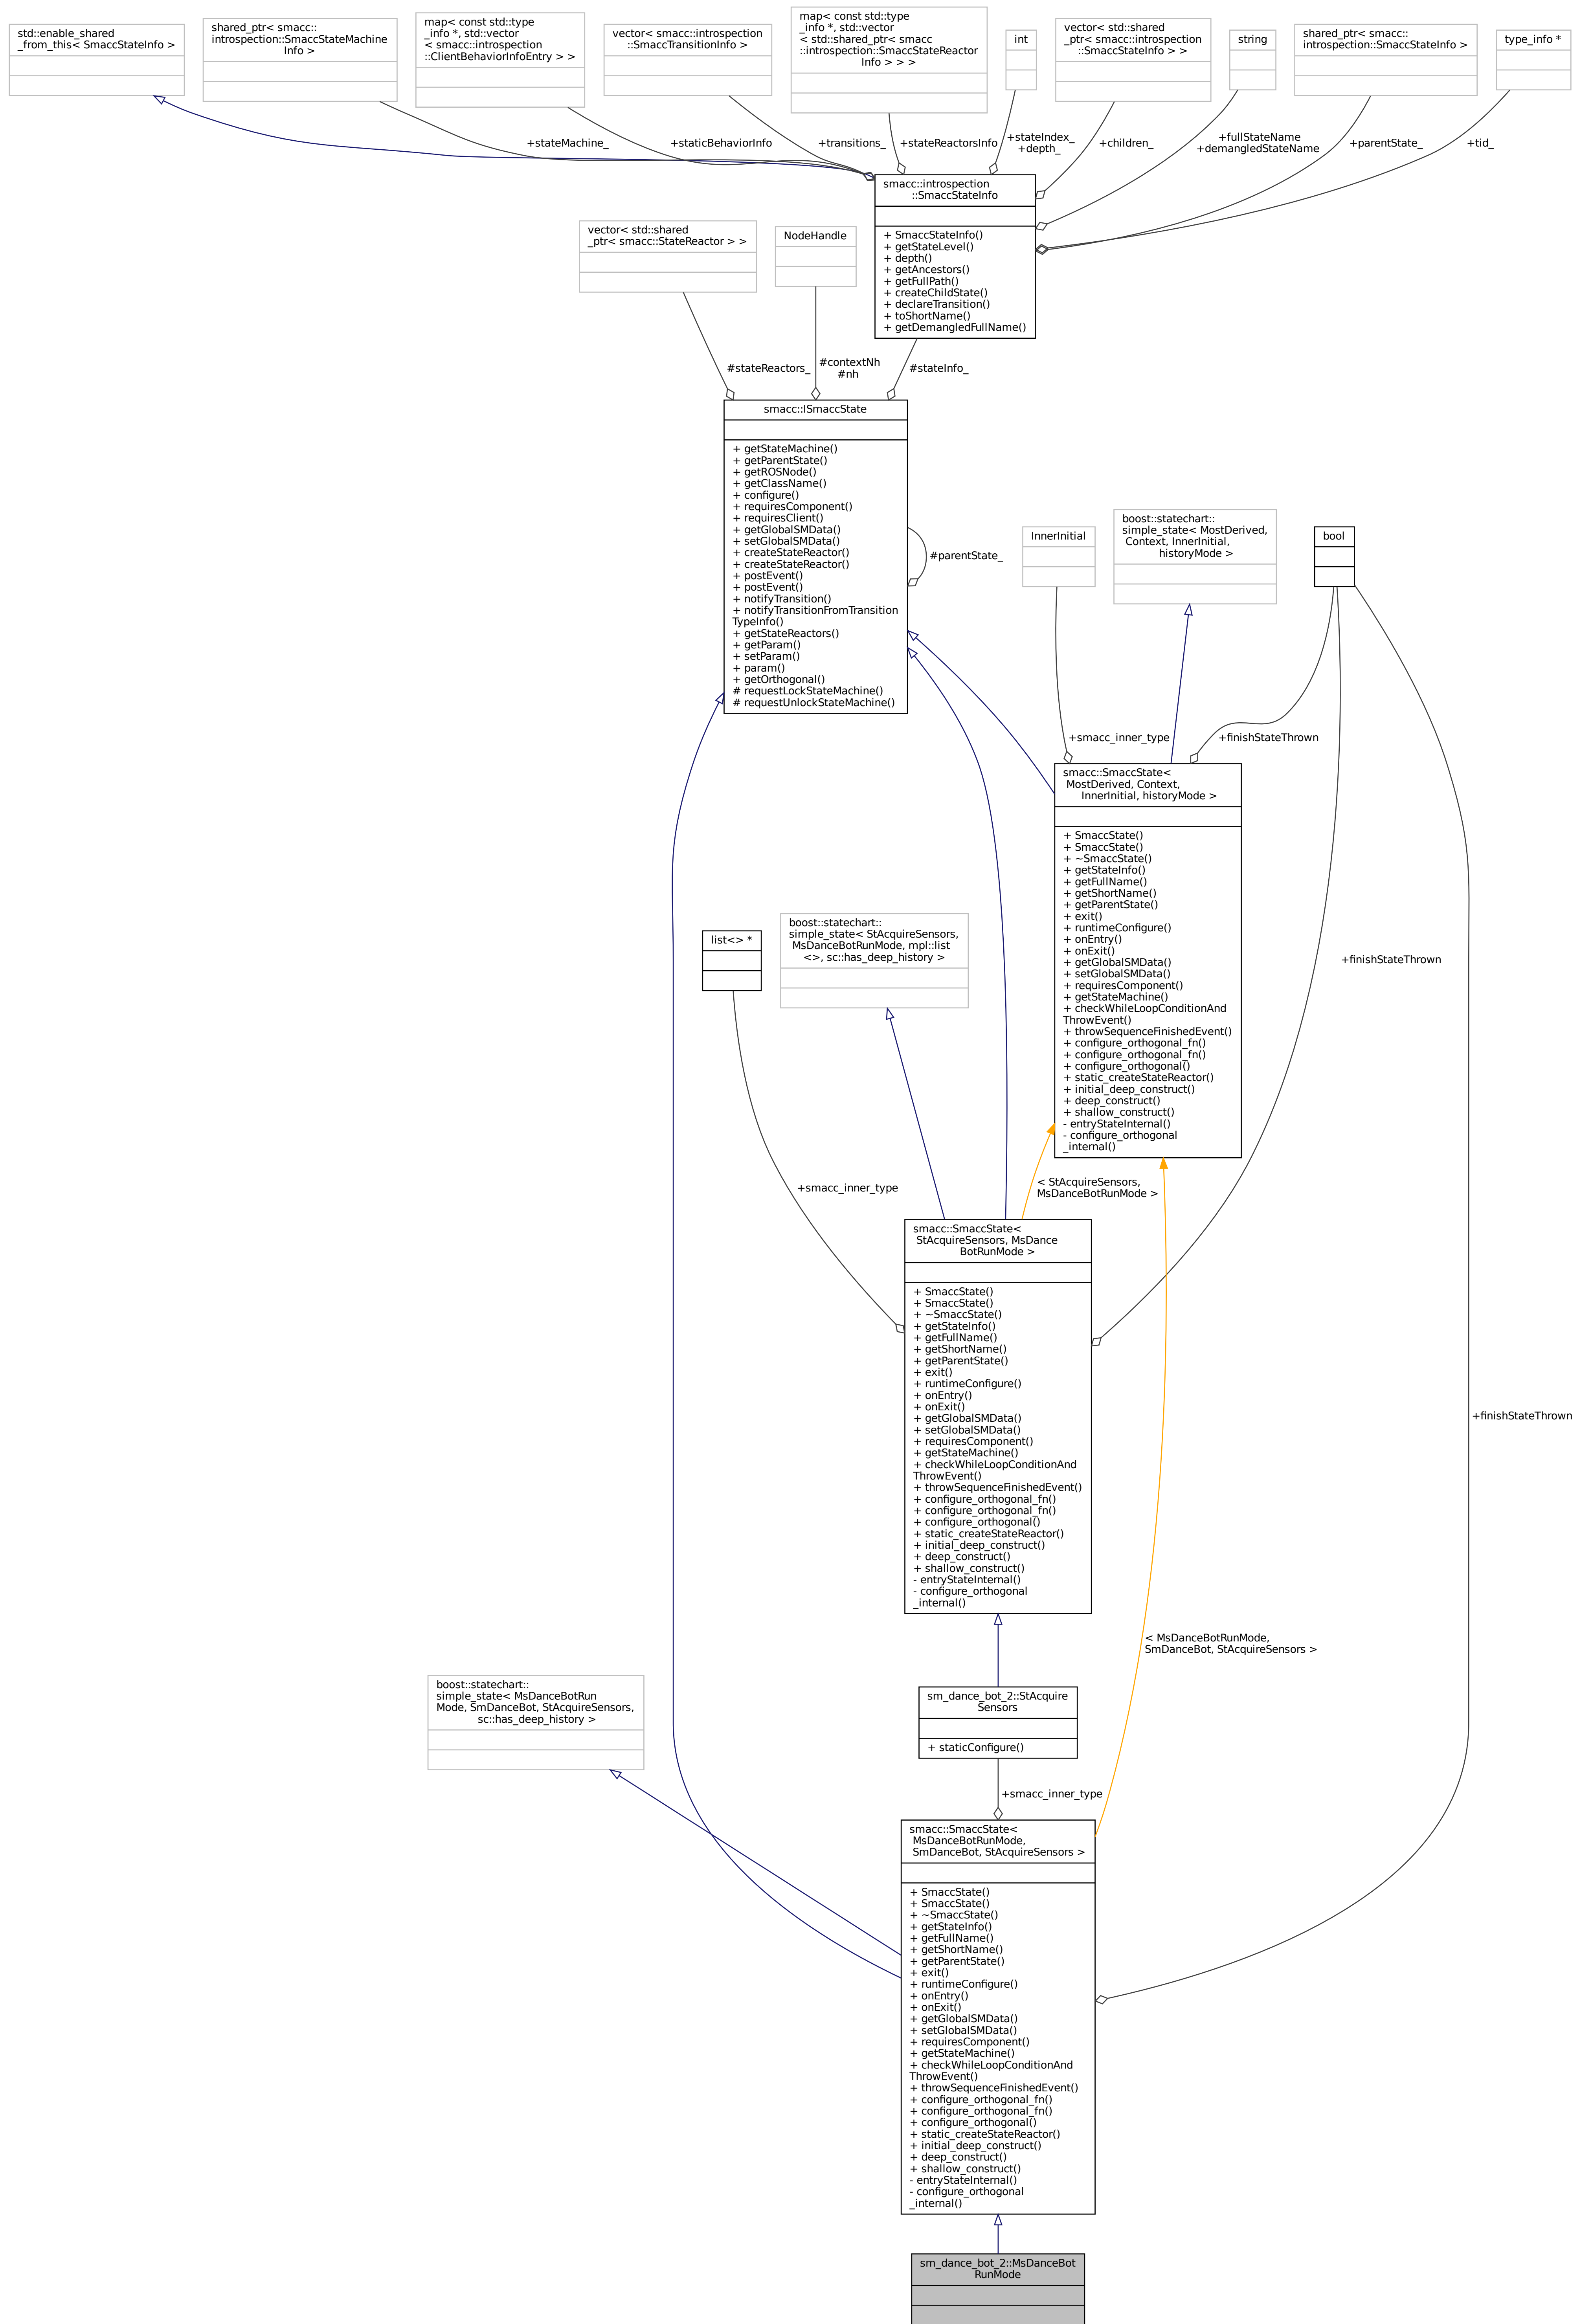 std::enable_shared
_from_this< SmaccStateInfo >
shared_ptr< smacc::
introspection::SmaccStateMachine
Info >
map< const std::type
_info *, std::vector
< smacc::introspection
::ClientBehaviorInfoEntry > >
vector< smacc::introspection
::SmaccTransitionInfo >
map< const std::type
_info *, std::vector
< std::shared_ptr< smacc
::introspection::SmaccStateReactor
Info > > >
int
vector< std::shared
_ptr< smacc::introspection
::SmaccStateInfo > >
string
shared_ptr< smacc::
introspection::SmaccStateInfo >
type_info *
+stateMachine_
+staticBehaviorInfo
+transitions_
+stateReactorsInfo
+stateIndex_
+depth_
+children_
+fullStateName
+demangledStateName
+parentState_
+tid_
smacc::introspection
::SmaccStateInfo
+ SmaccStateInfo()
+ getStateLevel()
+ depth()
+ getAncestors()
+ getFullPath()
+ createChildState()
+ declareTransition()
+ toShortName()
+ getDemangledFullName()
vector< std::shared
_ptr< smacc::StateReactor > >
NodeHandle
#stateReactors_
#contextNh
#nh
#stateInfo_
smacc::ISmaccState
+ getStateMachine()
+ getParentState()
+ getROSNode()
+ getClassName()
+ configure()
+ requiresComponent()
+ requiresClient()
+ getGlobalSMData()
+ setGlobalSMData()
+ createStateReactor()
+ createStateReactor()
+ postEvent()
+ postEvent()
+ notifyTransition()
+ notifyTransitionFromTransition
TypeInfo()
+ getStateReactors()
+ getParam()
+ setParam()
+ param()
+ getOrthogonal()
# requestLockStateMachine()
# requestUnlockStateMachine()
#parentState_
InnerInitial
boost::statechart::
simple_state< MostDerived,
Context, InnerInitial,
historyMode >
bool
+smacc_inner_type
+finishStateThrown
smacc::SmaccState<
MostDerived, Context,
InnerInitial, historyMode >
+ SmaccState()
+ SmaccState()
+ ~SmaccState()
+ getStateInfo()
+ getFullName()
+ getShortName()
+ getParentState()
+ exit()
+ runtimeConfigure()
+ onEntry()
+ onExit()
+ getGlobalSMData()
+ setGlobalSMData()
+ requiresComponent()
+ getStateMachine()
+ checkWhileLoopConditionAnd
ThrowEvent()
+ throwSequenceFinishedEvent()
+ configure_orthogonal_fn()
+ configure_orthogonal_fn()
+ configure_orthogonal()
+ static_createStateReactor()
+ initial_deep_construct()
+ deep_construct()
+ shallow_construct()
- entryStateInternal()
- configure_orthogonal
_internal()
list<> *
boost::statechart::
simple_state< StAcquireSensors,
MsDanceBotRunMode, mpl::list
<>, sc::has_deep_history >
+finishStateThrown
+smacc_inner_type
< StAcquireSensors,
MsDanceBotRunMode >
smacc::SmaccState<
StAcquireSensors, MsDance
BotRunMode >
+ SmaccState()
+ SmaccState()
+ ~SmaccState()
+ getStateInfo()
+ getFullName()
+ getShortName()
+ getParentState()
+ exit()
+ runtimeConfigure()
+ onEntry()
+ onExit()
+ getGlobalSMData()
+ setGlobalSMData()
+ requiresComponent()
+ getStateMachine()
+ checkWhileLoopConditionAnd
ThrowEvent()
+ throwSequenceFinishedEvent()
+ configure_orthogonal_fn()
+ configure_orthogonal_fn()
+ configure_orthogonal()
+ static_createStateReactor()
+ initial_deep_construct()
+ deep_construct()
+ shallow_construct()
- entryStateInternal()
- configure_orthogonal
_internal()
+finishStateThrown
< MsDanceBotRunMode,
SmDanceBot, StAcquireSensors >
boost::statechart::
simple_state< MsDanceBotRun
Mode, SmDanceBot, StAcquireSensors,
sc::has_deep_history >
sm_dance_bot_2::StAcquire
Sensors
+ staticConfigure()
+smacc_inner_type
smacc::SmaccState<
MsDanceBotRunMode,
SmDanceBot, StAcquireSensors >
+ SmaccState()
+ SmaccState()
+ ~SmaccState()
+ getStateInfo()
+ getFullName()
+ getShortName()
+ getParentState()
+ exit()
+ runtimeConfigure()
+ onEntry()
+ onExit()
+ getGlobalSMData()
+ setGlobalSMData()
+ requiresComponent()
+ getStateMachine()
+ checkWhileLoopConditionAnd
ThrowEvent()
+ throwSequenceFinishedEvent()
+ configure_orthogonal_fn()
+ configure_orthogonal_fn()
+ configure_orthogonal()
+ static_createStateReactor()
+ initial_deep_construct()
+ deep_construct()
+ shallow_construct()
- entryStateInternal()
- configure_orthogonal
_internal()
sm_dance_bot_2::MsDanceBot
RunMode